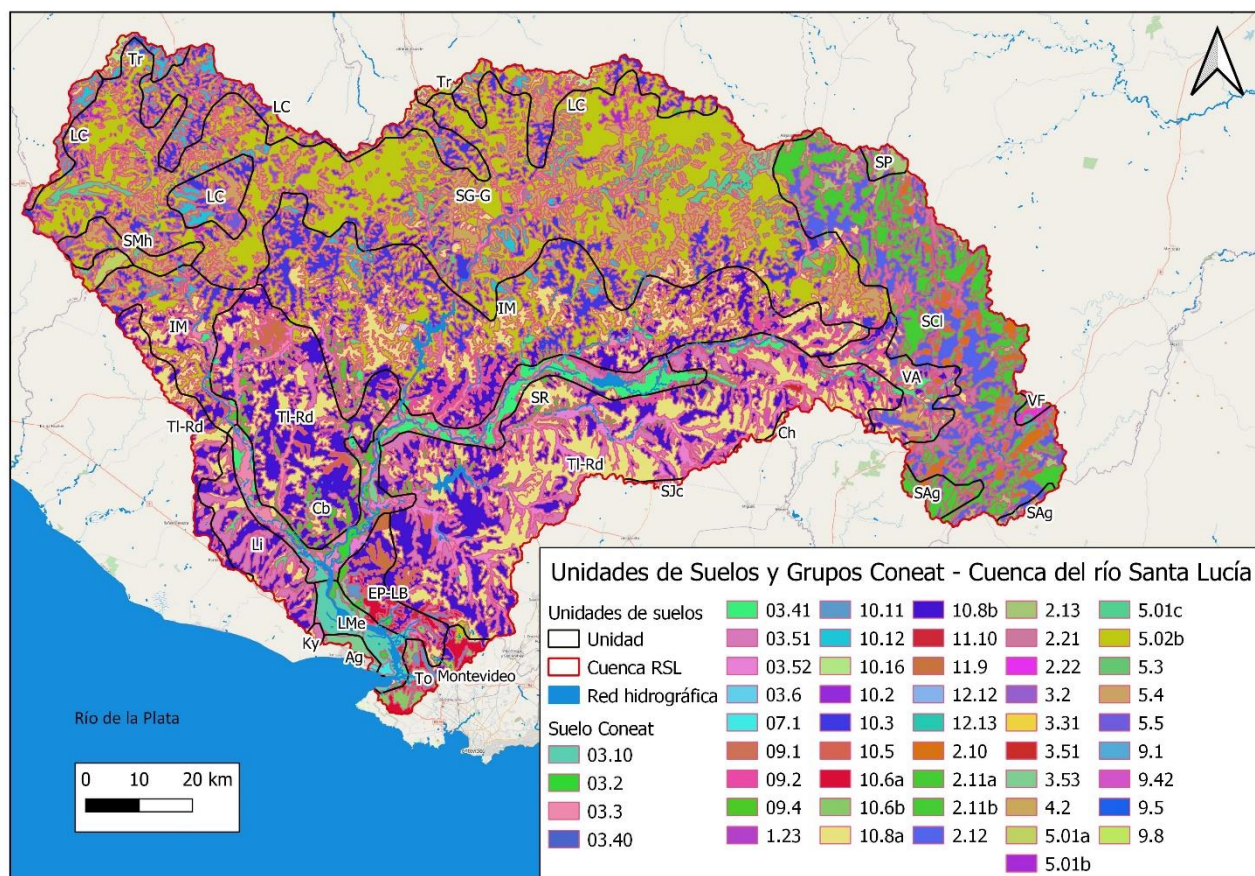 Tr
LC
LC
LC
Tr
LC
SG-G
SP
SMh
IM
IM
SCl
VA
VF
SR
Tl-Rd
Tl-Rd
Tl-Rd
Ch
SJc
SAg
SAg
Cb
Li
EP-LB
LMe
Ky
Ag
To
Montevideo
Río de la Plata
0 10 20 km
Unidades de Suelos y Grupos Coneat - Cuenca del río Santa Lucía
Unidades de suelos
Unidad
Cuenca RSL
Red hidrográfica
Suelo Coneat
03.10
03.2
03.3
03.40
03.41
03.51
03.52
03.6
07.1
09.1
09.2
09.4
1.23
10.11
10.12
10.16
10.2
10.3
10.5
10.6a
10.6b
10.8a
10.8b
11.10
11.9
12.12
12.13
2.10
2.11a
2.11b
2.12
2.13
2.21
2.22
3.2
3.31
3.51
3.53
4.2
5.01a
5.01b
5.01c
5.02b
5.3
5.4
5.5
9.1
9.42
9.5
9.8